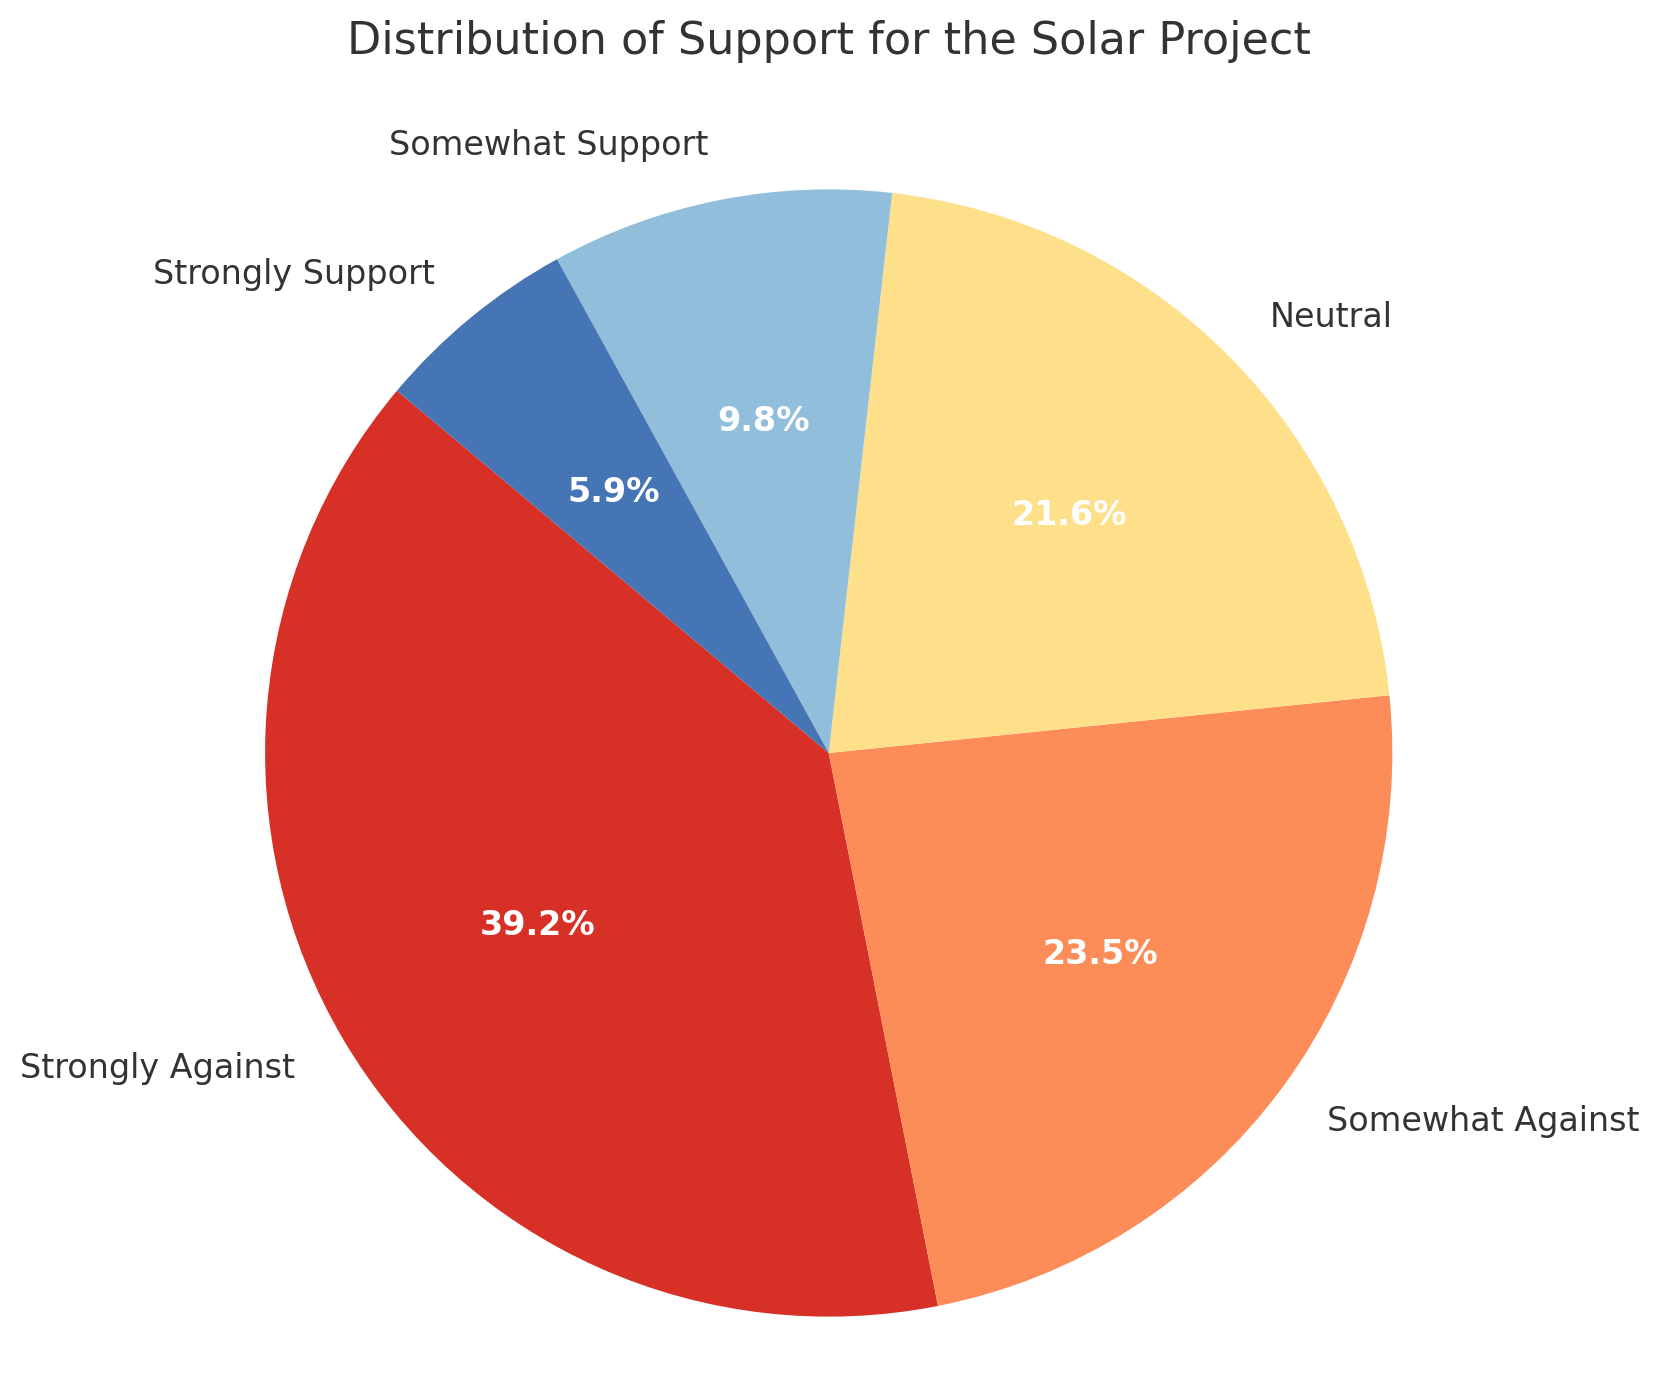 Distribution of Support for the Solar Project
Somewhat Support
Strongly Support
Neutral
9.8%
5.9%
21.6%
39.2%
23.5%
Strongly Against
Somewhat Against